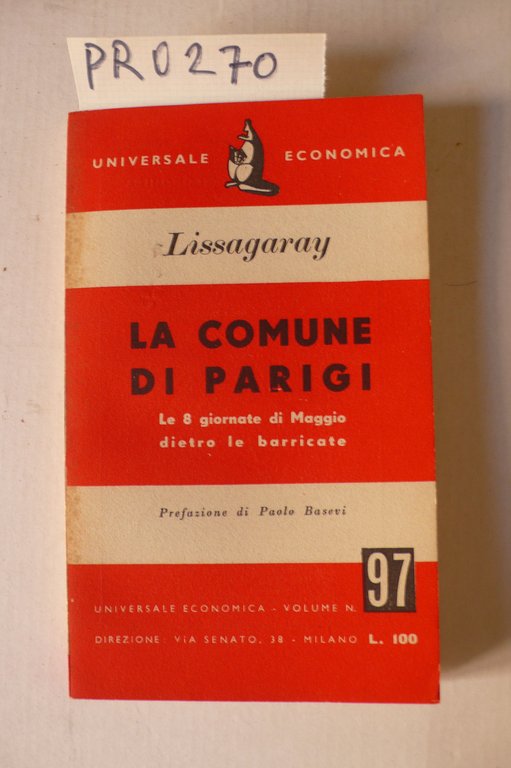 PRO270
UNIVERSALE ECONOMICA
Lissagaray
LA COMUNE
DI PARIGI
Le 8 giornate di Maggio
dietro le barricate
Prefazione di Paolo Basevi
97
UNIVERSALE ECONOMICA - VOLUME N.
DIREZIONE: VIA SENATO, 38 - MILANO L. 100